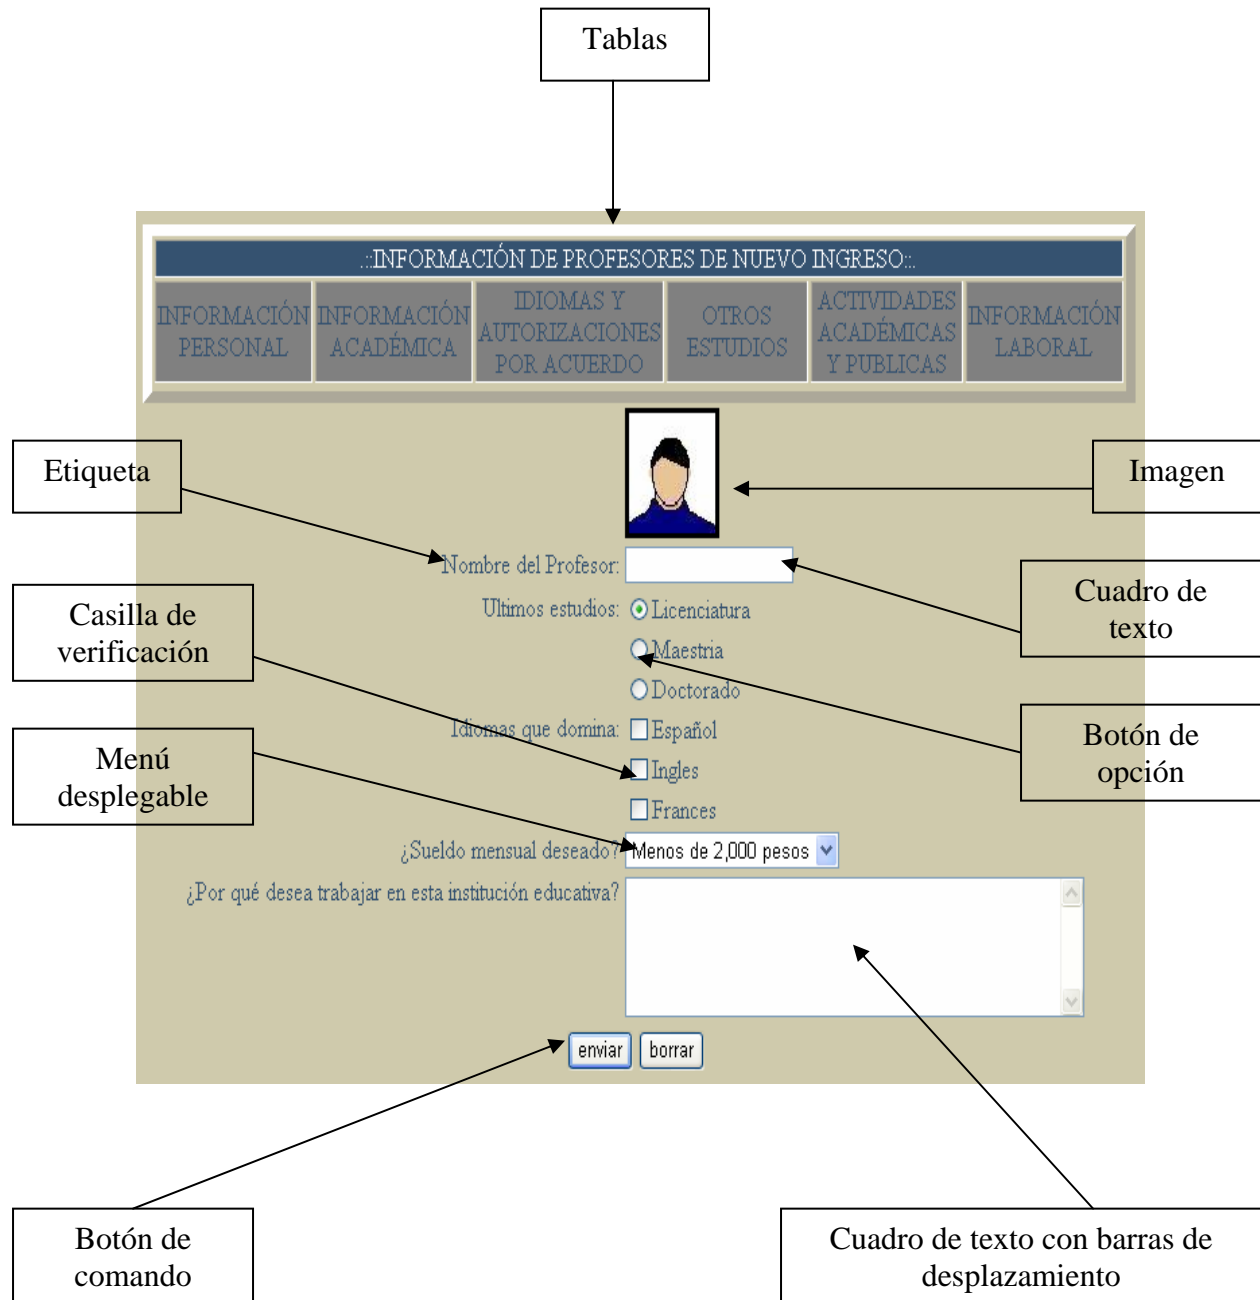 Tablas
.::INFORMACIÓN DE PROFESORES DE NUEVO INGRESO::.
INFORMACIÓN
PERSONAL
INFORMACIÓN
ACADÉMICA
IDIOMAS Y
AUTORIZACIONES
POR ACUERDO
OTROS
ESTUDIOS
ACTIVIDADES
ACADÉMICAS
Y PUBLICAS
INFORMACIÓN
LABORAL
Etiqueta
Imagen
Nombre del Profesor:
Cuadro de
texto
Casilla de
verificación
Ultimos estudios:
Licenciatura
Maestria
Doctorado
Botón de
opción
Menú
desplegable
Idiomas que domina:
Español
Ingles
Frances
¿Sueldo mensual deseado?
Menos de 2,000 pesos
¿Por qué desea trabajar en esta institución educativa?
enviar
borrar
Botón de
comando
Cuadro de texto con barras de
desplazamiento